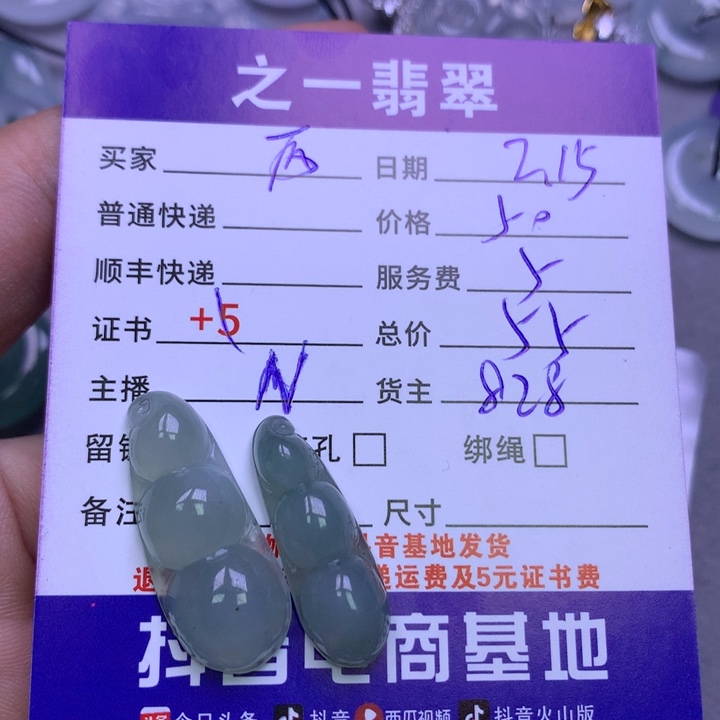 之一翡翠
买家 日期 2.15
普通快递 价格 50
顺丰快递 服务费 5
证书 +5 总价 55
主播 N 货主 828
留 孔 绑绳
备注 尺寸
音基地发货
退 递运费及5元证书费
抖音电商基地
今日头条 抖音 西瓜视频 抖音火山版